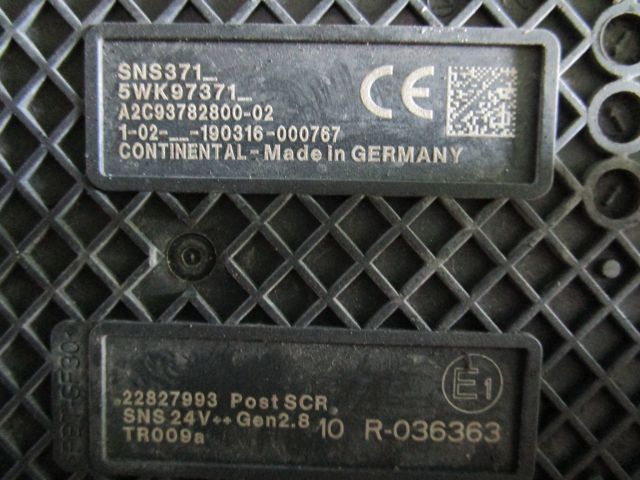 SNS371_
5WK97371_
A2C93782800-02
1-02-__-190316-000767
CONTINENTAL - Made in GERMANY
CE
22827993 Post SCR
SNS 24V++ Gen2.8
TR009a
10 R-036363
E1